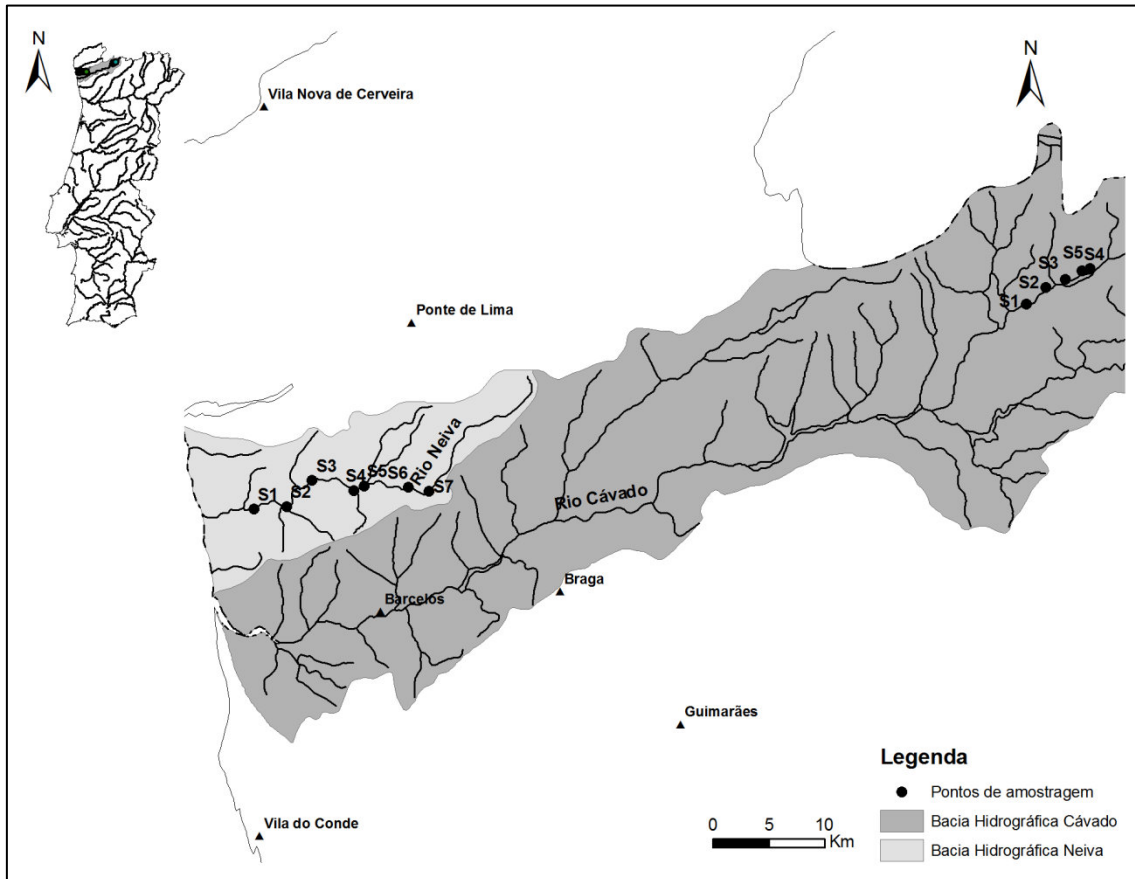 N
N
Vila Nova de Cerveira
Ponte de Lima
S5
S4
S3
S2
S1
Rio Neiva
S3
S5
S6
S4
S7
S1
S2
Rio Cávado
Braga
Barcelos
Guimarães
Vila do Conde
Legenda
Pontos de amostragem
Bacia Hidrográfica Cávado
Bacia Hidrográfica Neiva
0 5 10
Km